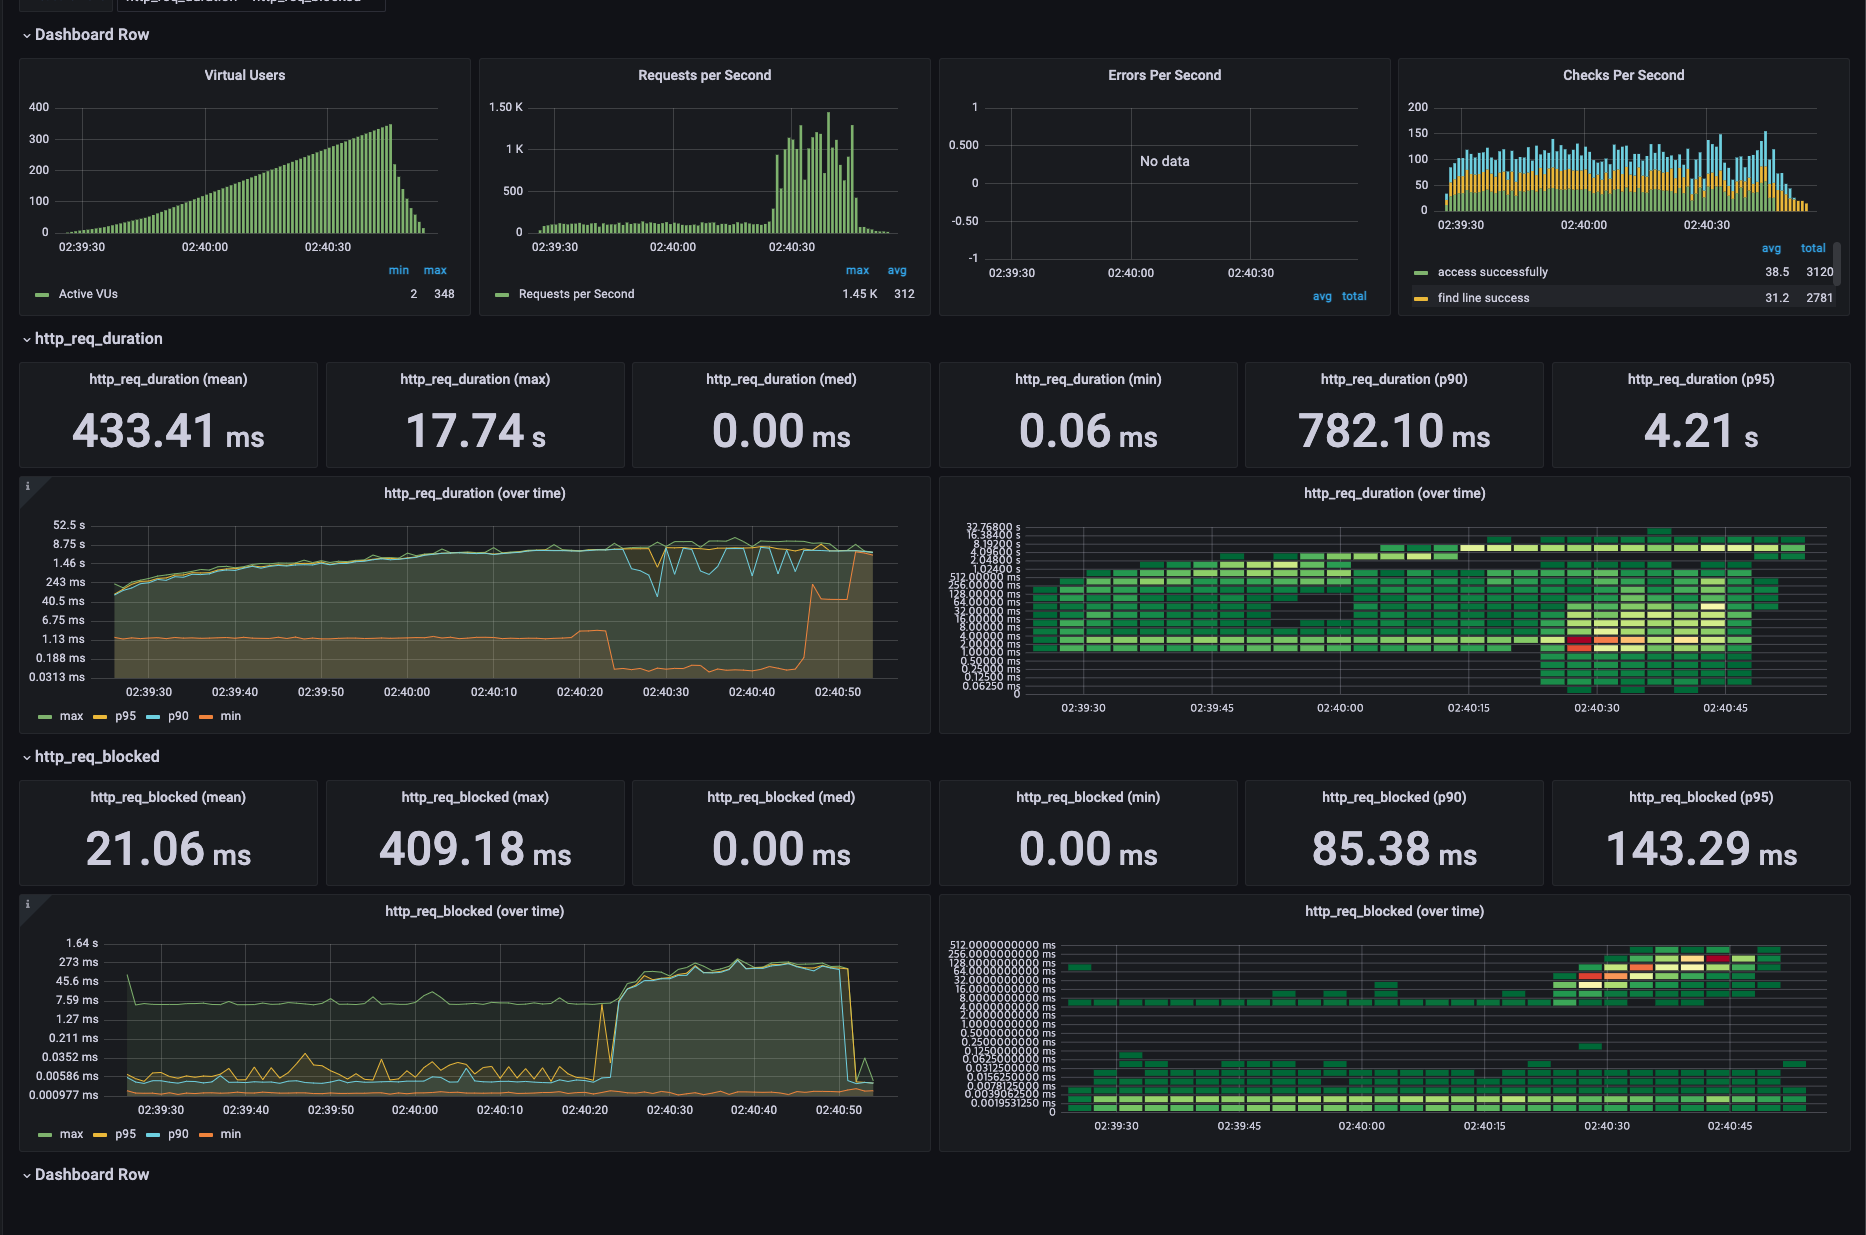 Dashboard Row
Virtual Users
400
300
200
100
0
02:39:30 02:40:00 02:40:30
min max
Active VUs 2 348
Requests per Second
1.50 K
1 K
500
0
02:39:30 02:40:00 02:40:30
max avg
Requests per Second 1.45 K 312
Errors Per Second
1
0.500
0
-0.50
-1
No data
02:39:30 02:40:00 02:40:30
avg total
Checks Per Second
200
150
100
50
0
02:39:30 02:40:00 02:40:30
avg total
access successfully 38.5 3120
find line success 31.2 2781
http_req_duration
http_req_duration (mean)
433.41 ms
http_req_duration (max)
17.74 s
http_req_duration (med)
0.00 ms
http_req_duration (min)
0.06 ms
http_req_duration (p90)
782.10 ms
http_req_duration (p95)
4.21 s
http_req_duration (over time)
52.5 s
8.75 s
1.46 s
243 ms
40.5 ms
6.75 ms
1.13 ms
0.188 ms
0.0313 ms
02:39:30 02:39:40 02:39:50 02:40:00 02:40:10 02:40:20 02:40:30 02:40:40 02:40:50
max p95 p90 min
http_req_duration (over time)
32.76800 s
16.38400 s
8.19200 s
4.09600 s
2.04800 s
1.02400 s
512.00000 ms
256.00000 ms
128.00000 ms
64.00000 ms
32.00000 ms
16.00000 ms
8.00000 ms
4.00000 ms
2.00000 ms
1.00000 ms
0.50000 ms
0.25000 ms
0.12500 ms
0.06250 ms
0
02:39:30 02:39:45 02:40:00 02:40:15 02:40:30 02:40:45
http_req_blocked
http_req_blocked (mean)
21.06 ms
http_req_blocked (max)
409.18 ms
http_req_blocked (med)
0.00 ms
http_req_blocked (min)
0.00 ms
http_req_blocked (p90)
85.38 ms
http_req_blocked (p95)
143.29 ms
http_req_blocked (over time)
1.64 s
273 ms
45.6 ms
7.59 ms
1.27 ms
0.211 ms
0.0352 ms
0.00586 ms
0.000977 ms
02:39:30 02:39:40 02:39:50 02:40:00 02:40:10 02:40:20 02:40:30 02:40:40 02:40:50
max p95 p90 min
http_req_blocked (over time)
512.0000000000 ms
256.0000000000 ms
128.0000000000 ms
64.0000000000 ms
32.0000000000 ms
16.0000000000 ms
8.0000000000 ms
4.0000000000 ms
2.0000000000 ms
1.0000000000 ms
0.5000000000 ms
0.2500000000 ms
0.1250000000 ms
0.0625000000 ms
0.0312500000 ms
0.0156250000 ms
0.0078125000 ms
0.0039062500 ms
0.0019531250 ms
0
02:39:30 02:39:45 02:40:00 02:40:15 02:40:30 02:40:45
Dashboard Row